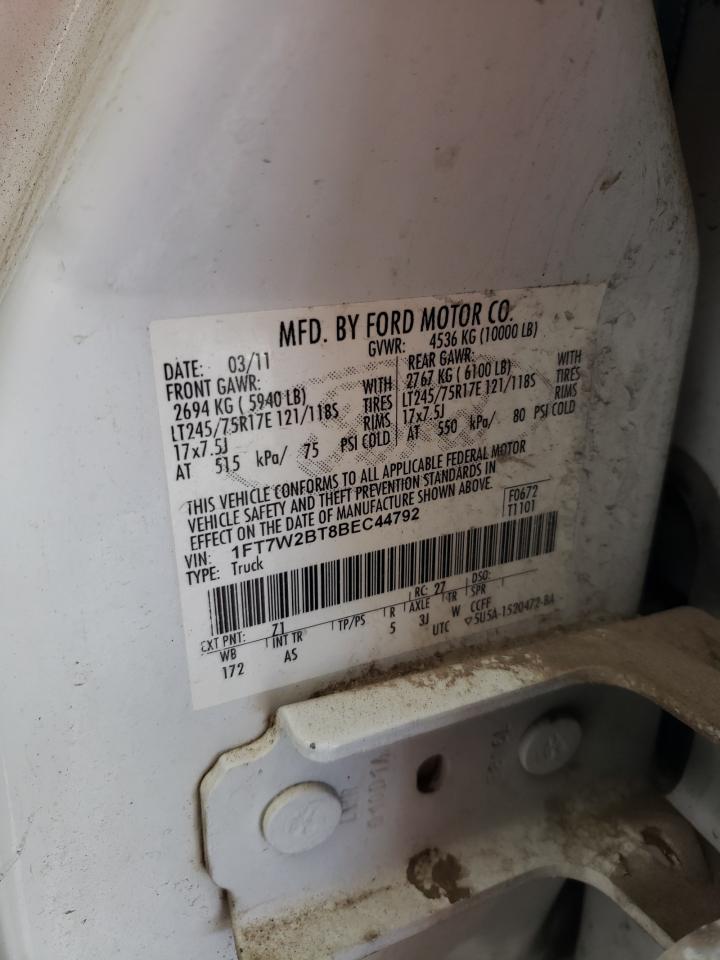 MFD. BY FORD MOTOR CO.
DATE: 03/11 GVWR: 4536 KG (10000 LB)
FRONT GAWR: REAR GAWR:
2694 KG ( 5940 LB) WITH 2767 KG ( 6100 LB) WITH
LT245/75R17E 121/118S TIRES LT245/75R17E 121/118S TIRES
17x7.5J RIMS 17x7.5J RIMS
AT 515 kPa/ 75 PSI COLD AT 550 kPa/ 80 PSI COLD
THIS VEHICLE CONFORMS TO ALL APPLICABLE FEDERAL MOTOR
VEHICLE SAFETY AND THEFT PREVENTION STANDARDS IN
EFFECT ON THE DATE OF MANUFACTURE SHOWN ABOVE.
F0672
T1101
VIN: 1FT7W2BT8BEC44792
TYPE: Truck
EXT PNT: Z1 RC: 27 DSO:
WB INT TR TP/PS R AXLE TR SPR
172 AS 5 3J W CCFF
UTC ▽5U5A-1520472-BA